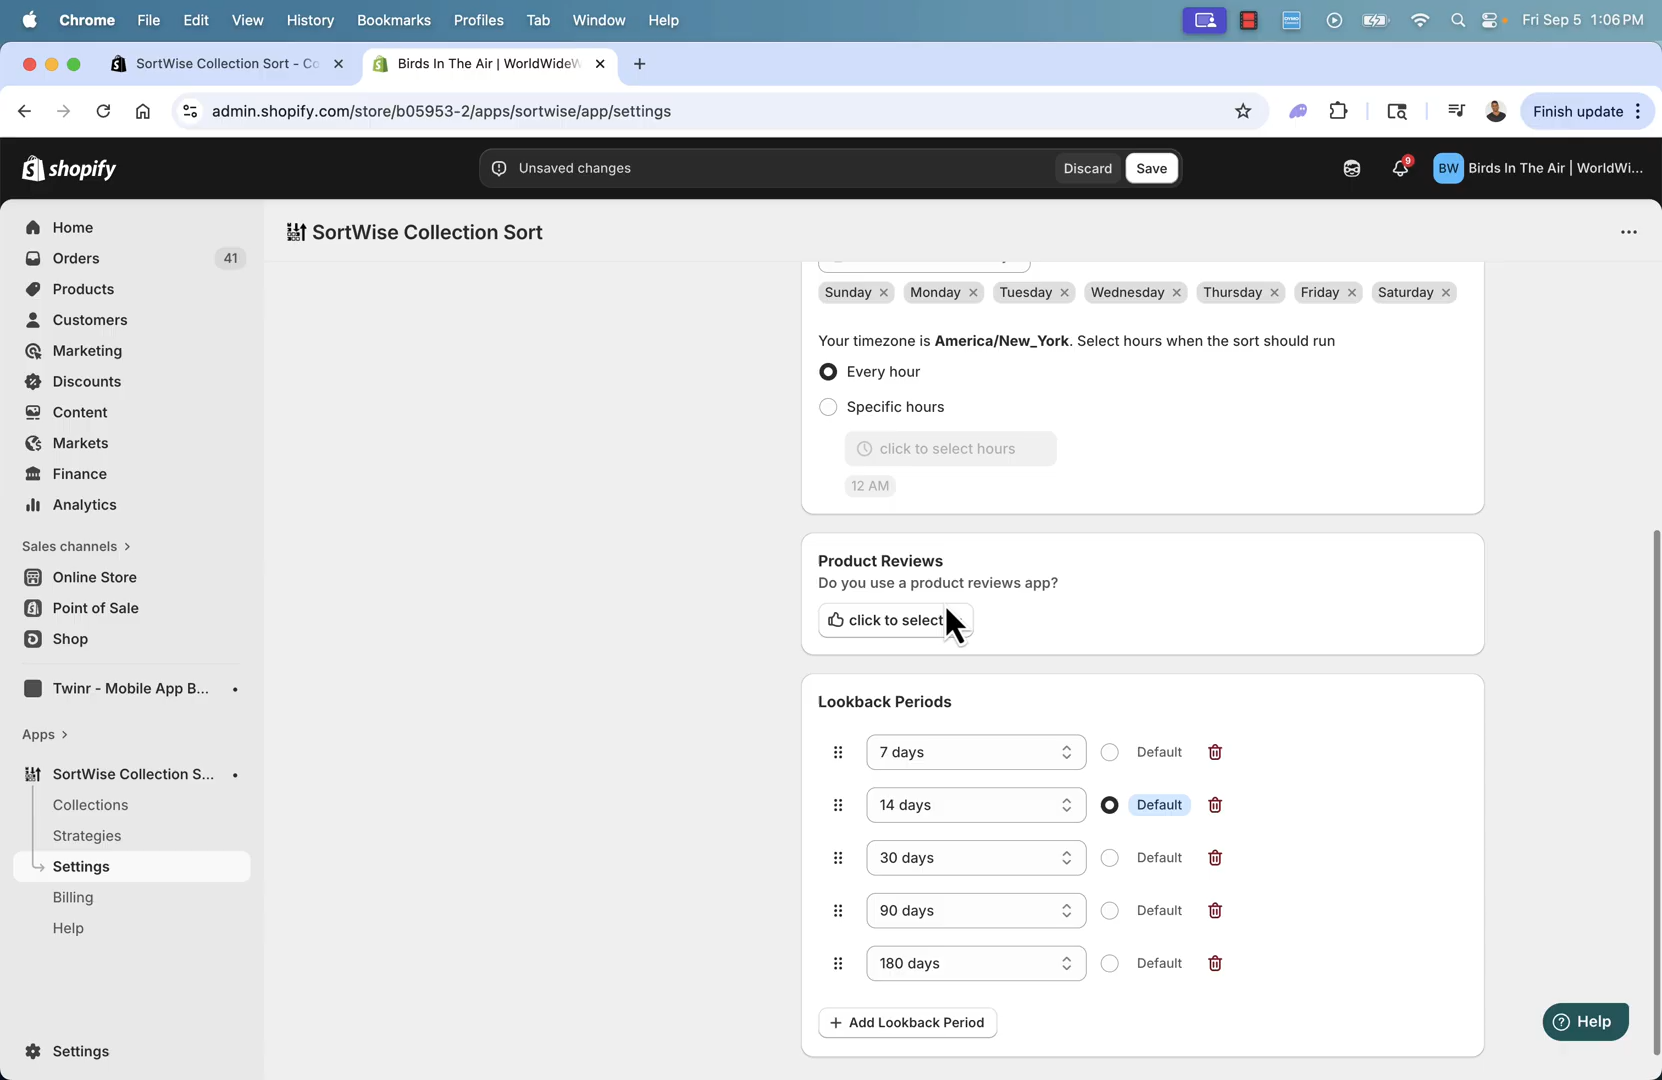 Chrome File Edit View History Bookmarks Profiles Tab Window Help Fri Sep 5 1:06 PM
SortWise Collection Sort - Co
Birds In The Air | WorldWideW
admin.shopify.com/store/b05953-2/apps/sortwise/app/settings
Finish update
shopify
Unsaved changes
Discard
Save
9
BW
Birds In The Air | WorldWi...
Home
Orders 41
Products
Customers
Marketing
Discounts
Content
Markets
Finance
Analytics
Sales channels
Online Store
Point of Sale
Shop
Twinr - Mobile App B...
Apps
SortWise Collection S...
Collections
Strategies
Settings
Billing
Help
Settings
SortWise Collection Sort
Sunday Monday Tuesday Wednesday Thursday Friday Saturday
Your timezone is America/New_York. Select hours when the sort should run
Every hour
Specific hours
click to select hours
12 AM
Product Reviews
Do you use a product reviews app?
click to select
Lookback Periods
7 days Default
14 days Default
30 days Default
90 days Default
180 days Default
+ Add Lookback Period
Help